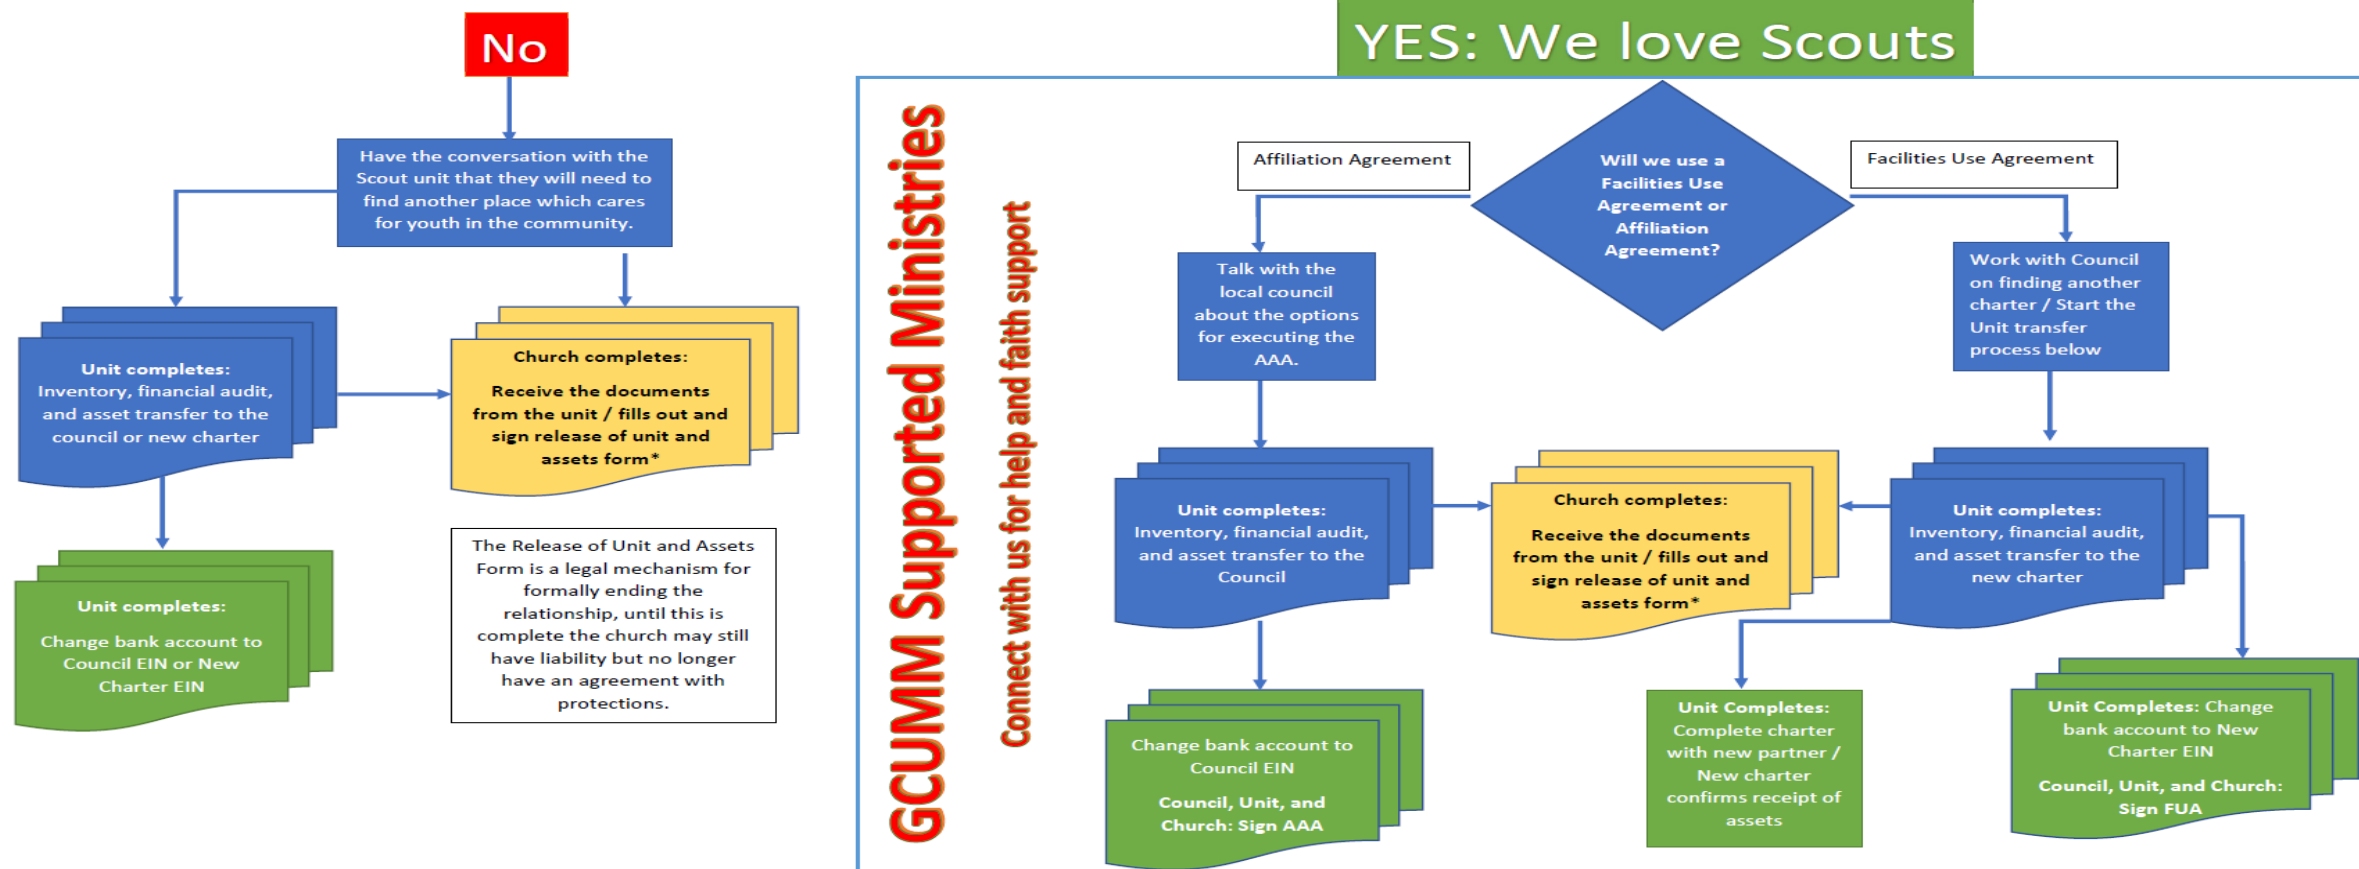 No
Have the conversation with the
Scout unit that they will need to
find another place which cares
for youth in the community.
Unit completes:
Inventory, financial audit,
and asset transfer to the
council or new charter
Church completes:
Receive the documents
from the unit / fills out and
sign release of unit and
assets form*
Unit completes:
Change bank account to
Council EIN or New
Charter EIN
The Release of Unit and Assets
Form is a legal mechanism for
formally ending the
relationship, until this is
complete the church may still
have liability but no longer
have an agreement with
protections.
YES: We love Scouts
GCUMM Supported Ministries
Connect with us for help and faith support
Affiliation Agreement
Will we use a
Facilities Use
Agreement or
Affiliation
Agreement?
Facilities Use Agreement
Talk with the
local council
about the options
for executing the
AAA.
Work with Council
on finding another
charter / Start the
Unit transfer
process below
Unit completes:
Inventory, financial audit,
and asset transfer to the
Council
Church completes:
Receive the documents
from the unit / fills out and
sign release of unit and
assets form*
Unit completes:
Inventory, financial audit,
and asset transfer to the
new charter
Change bank account to
Council EIN
Council, Unit, and
Church: Sign AAA
Unit Completes:
Complete charter
with new partner /
New charter
confirms receipt of
assets
Unit Completes: Change
bank account to New
Charter EIN
Council, Unit, and Church:
Sign FUA